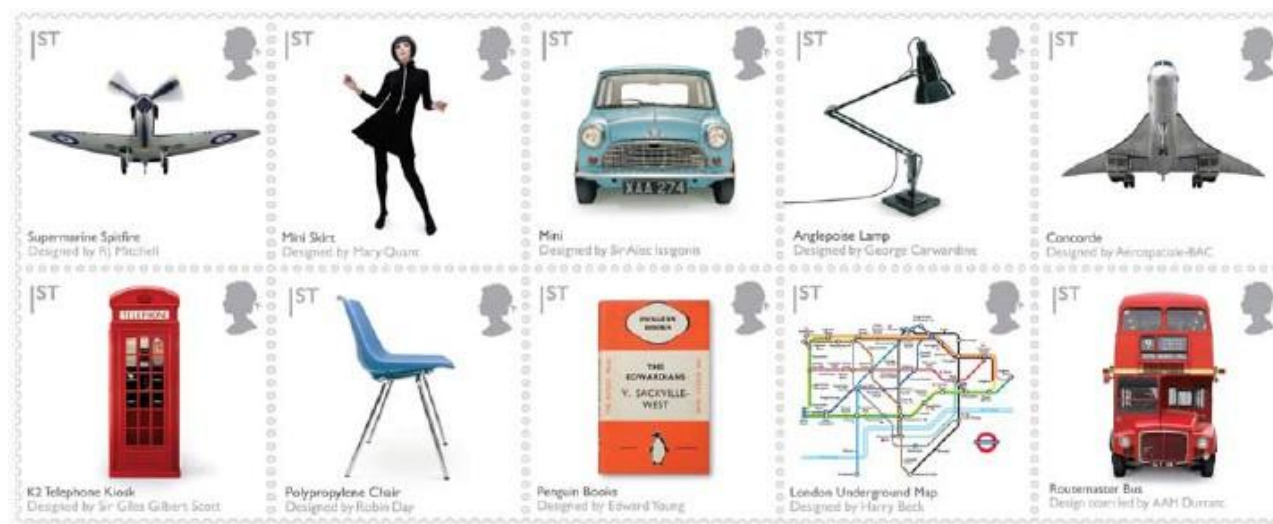 1ST
Supermarine Spitfire
Designed by RJ Mitchell
1ST
Mini Skirt
Designed by Mary Quant
1ST
XAA 274
Mini
Designed by Sir Alec Issigonis
1ST
Anglepoise Lamp
Designed by George Carwardine
1ST
Concorde
Designed by Aérospatiale-BAC
1ST
TELEPHONE
K2 Telephone Kiosk
Designed by Sir Giles Gilbert Scott
1ST
Polypropylene Chair
Designed by Robin Day
1ST
PENGUIN
BOOKS
THE
EDWARDIANS
V. SACKVILLE-
WEST
Penguin Books
Designed by Edward Young
1ST
London Underground Map
Designed by Harry Beck
1ST
9
Routemaster Bus
Design team led by AAM Durrant